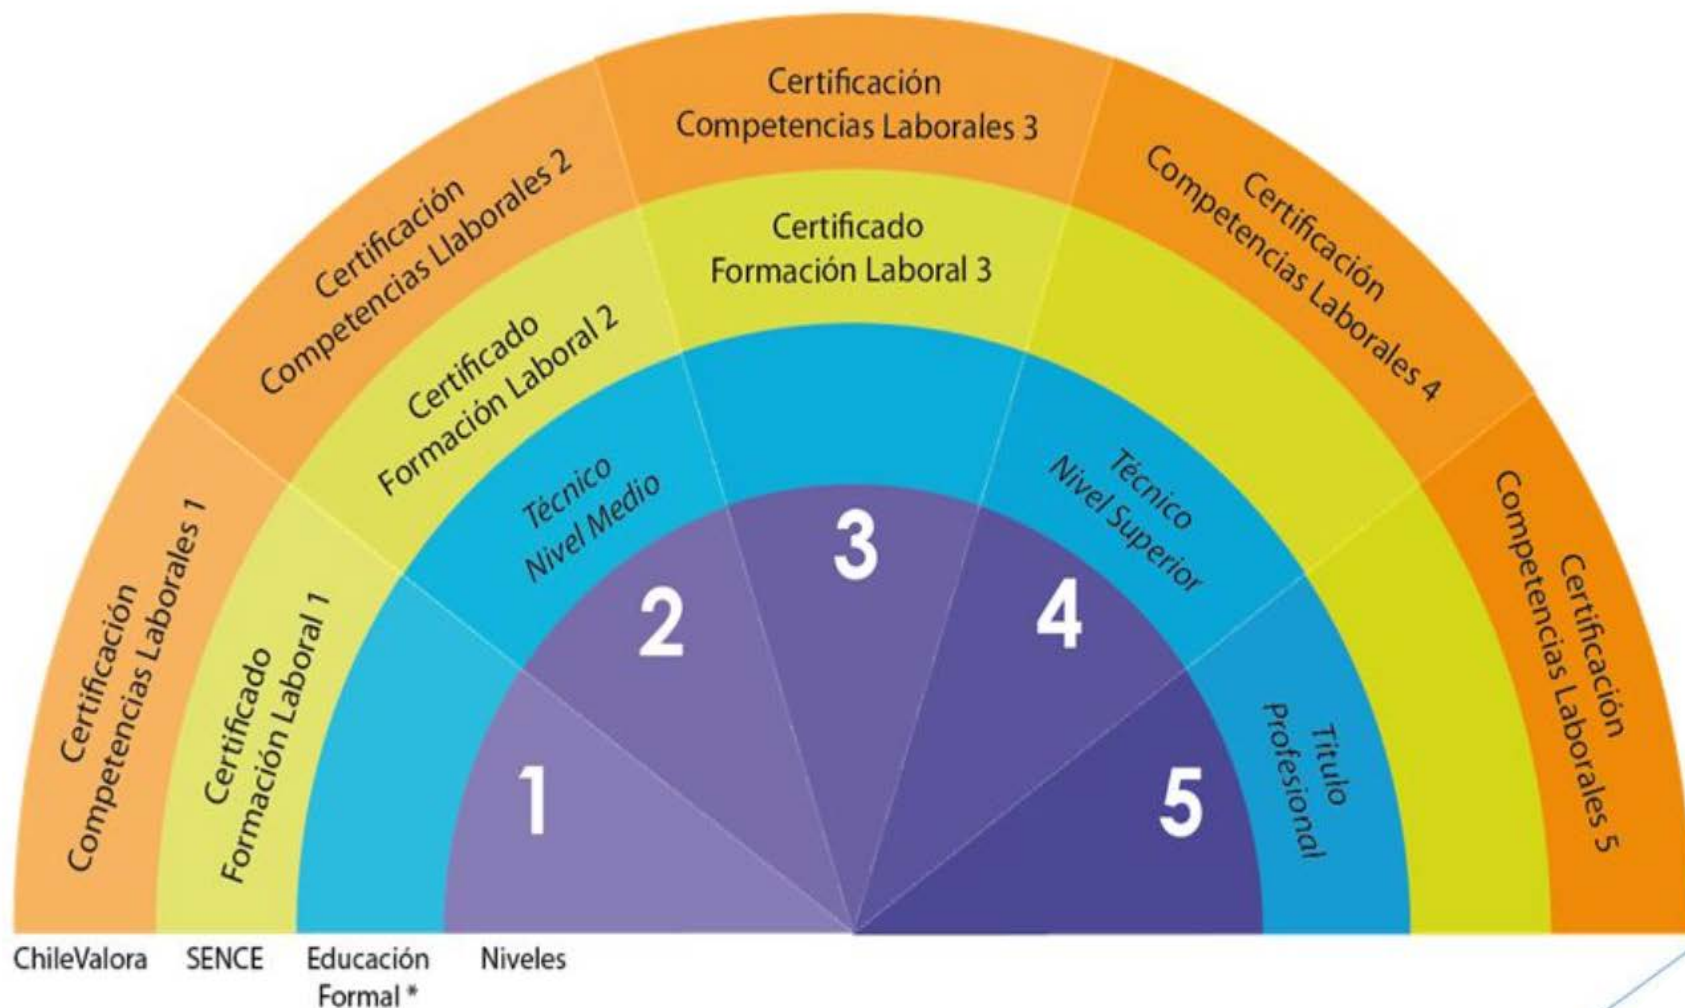 Certificación
Competencias Laborales 1
Certificación
Competencias Llaborales 2
Certificación
Competencias Laborales 3
Certificación
Competencias Laborales 4
Certificación
Competencias Laborales 5
Certificado
Formación Laboral 1
Certificado
Formación Laboral 2
Certificado
Formación Laboral 3
Técnico
Nivel Medio
Técnico
Nivel Superior
Titulo
Profesional
1
2
3
4
5
ChileValora
SENCE
Educación
Formal *
Niveles